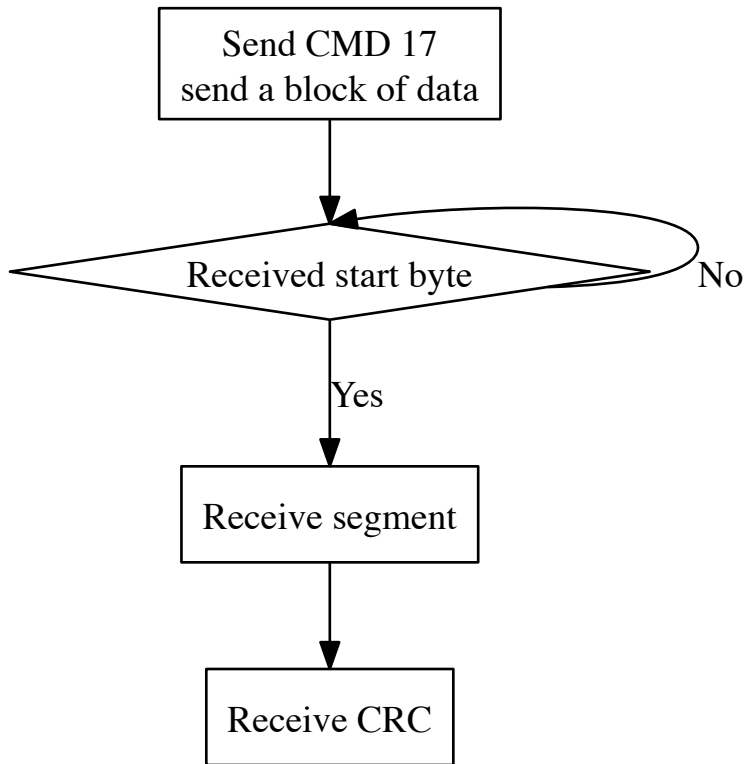 Send CMD 17
send a block of data
Received start byte
No
Yes
Receive segment
Receive CRC